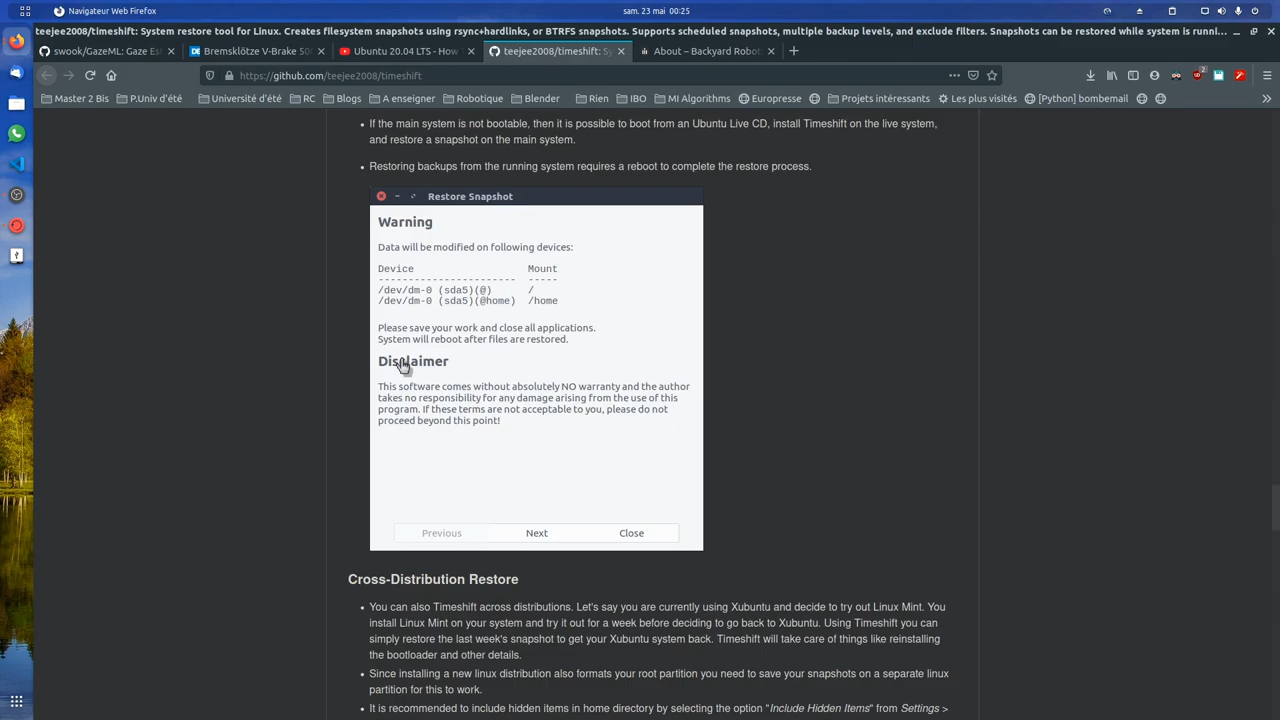 Navigateur Web Firefox
sam. 23 mai 00:25
teejee2008/timeshift: System restore tool for Linux. Creates filesystem snapshots using rsync+hardlinks, or BTRFS snapshots. Supports scheduled snapshots, multiple backup levels, and exclude filters. Snapshots can be restored while system is runni...
swook/GazeML: Gaze Es
Bremsklötze V-Brake 50
Ubuntu 20.04 LTS - How
teejee2008/timeshift: Sy
About – Backyard Robot
https://github.com/teejee2008/timeshift
Master 2 Bis
P.Univ d'été
Université d'été
RC
Blogs
A enseigner
Robotique
Blender
Rien
IBO
MI Algorithms
Europresse
Projets intéressants
Les plus visités
[Python] bombemail
If the main system is not bootable, then it is possible to boot from an Ubuntu Live CD, install Timeshift on the live system,
and restore a snapshot on the main system.
Restoring backups from the running system requires a reboot to complete the restore process.
Restore Snapshot
Warning
Data will be modified on following devices:
Device Mount
----------------------- -----
/dev/dm-0 (sda5)(@) /
/dev/dm-0 (sda5)(@home) /home
Please save your work and close all applications.
System will reboot after files are restored.
Disclaimer
This software comes without absolutely NO warranty and the author
takes no responsibility for any damage arising from the use of this
program. If these terms are not acceptable to you, please do not
proceed beyond this point!
Previous
Next
Close
Cross-Distribution Restore
You can also Timeshift across distributions. Let's say you are currently using Xubuntu and decide to try out Linux Mint. You
install Linux Mint on your system and try it out for a week before deciding to go back to Xubuntu. Using Timeshift you can
simply restore the last week's snapshot to get your Xubuntu system back. Timeshift will take care of things like reinstalling
the bootloader and other details.
Since installing a new linux distribution also formats your root partition you need to save your snapshots on a separate linux
partition for this to work.
It is recommended to include hidden items in home directory by selecting the option "Include Hidden Items" from Settings >